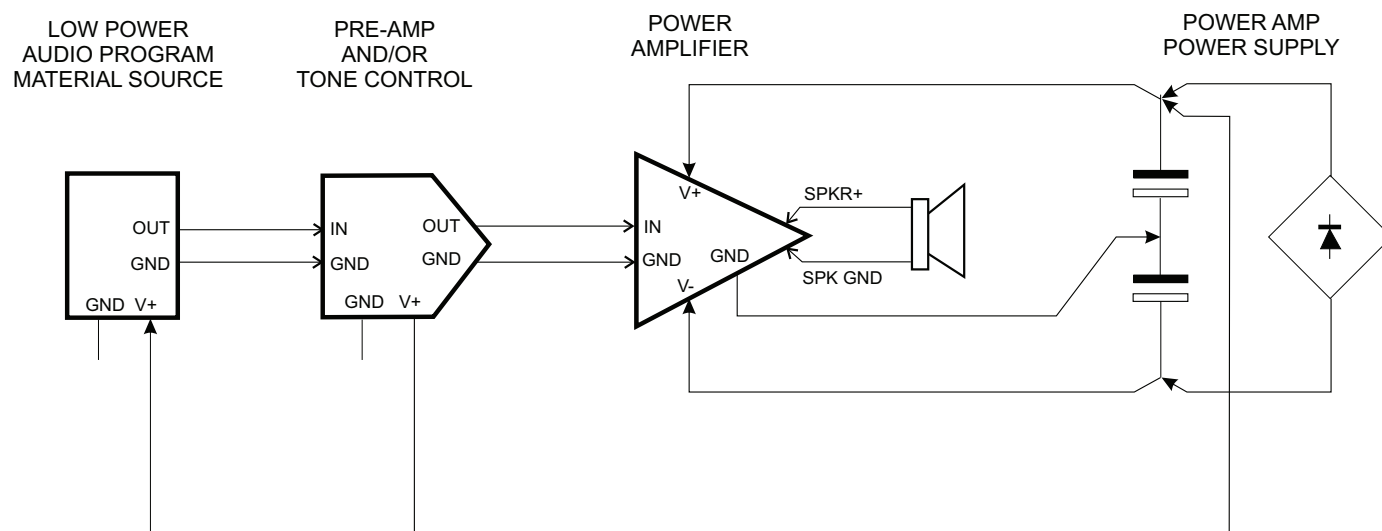 LOW POWER
AUDIO PROGRAM
MATERIAL SOURCE
PRE-AMP
AND/OR
TONE CONTROL
POWER
AMPLIFIER
POWER AMP
POWER SUPPLY
OUT
GND
GND V+
IN
GND
OUT
GND
GND V+
IN
GND
V+
GND
V-
SPKR+
SPK GND